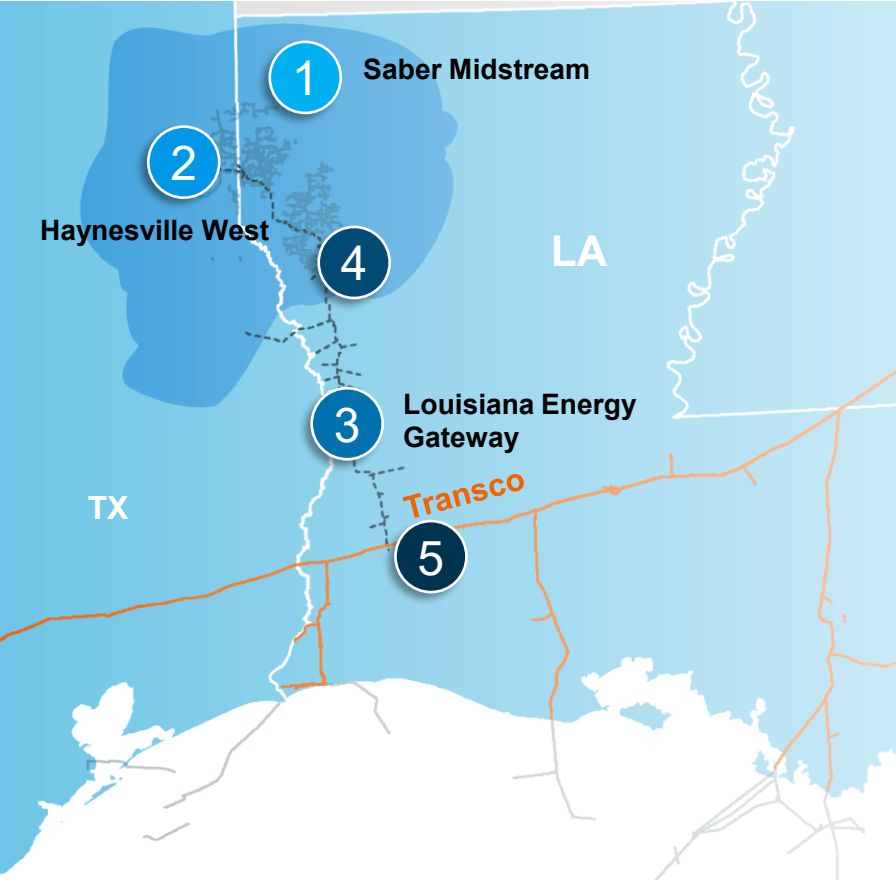 1
Saber Midstream
2
Haynesville West
LA
4
Louisiana Energy
Gateway
3
Transco
TX
5